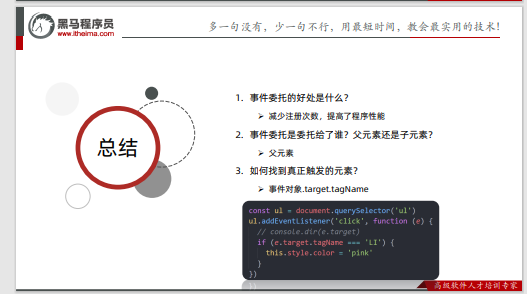 黑马程序员
www.itheima.com
多一句没有，少一句不行，用最短时间，教会最实用的技术！
总结
1. 事件委托的好处是什么？
➢ 减少注册次数，提高了程序性能
2. 事件委托是委托给了谁？父元素还是子元素？
➢ 父元素
3. 如何找到真正触发的元素？
➢ 事件对象.target.tagName
const ul = document.querySelector('ul')
ul.addEventListener('click', function (e) {
// console.dir(e.target)
if (e.target.tagName === 'LI') {
this.style.color = 'pink'
}
})
高级软件人才培训专家